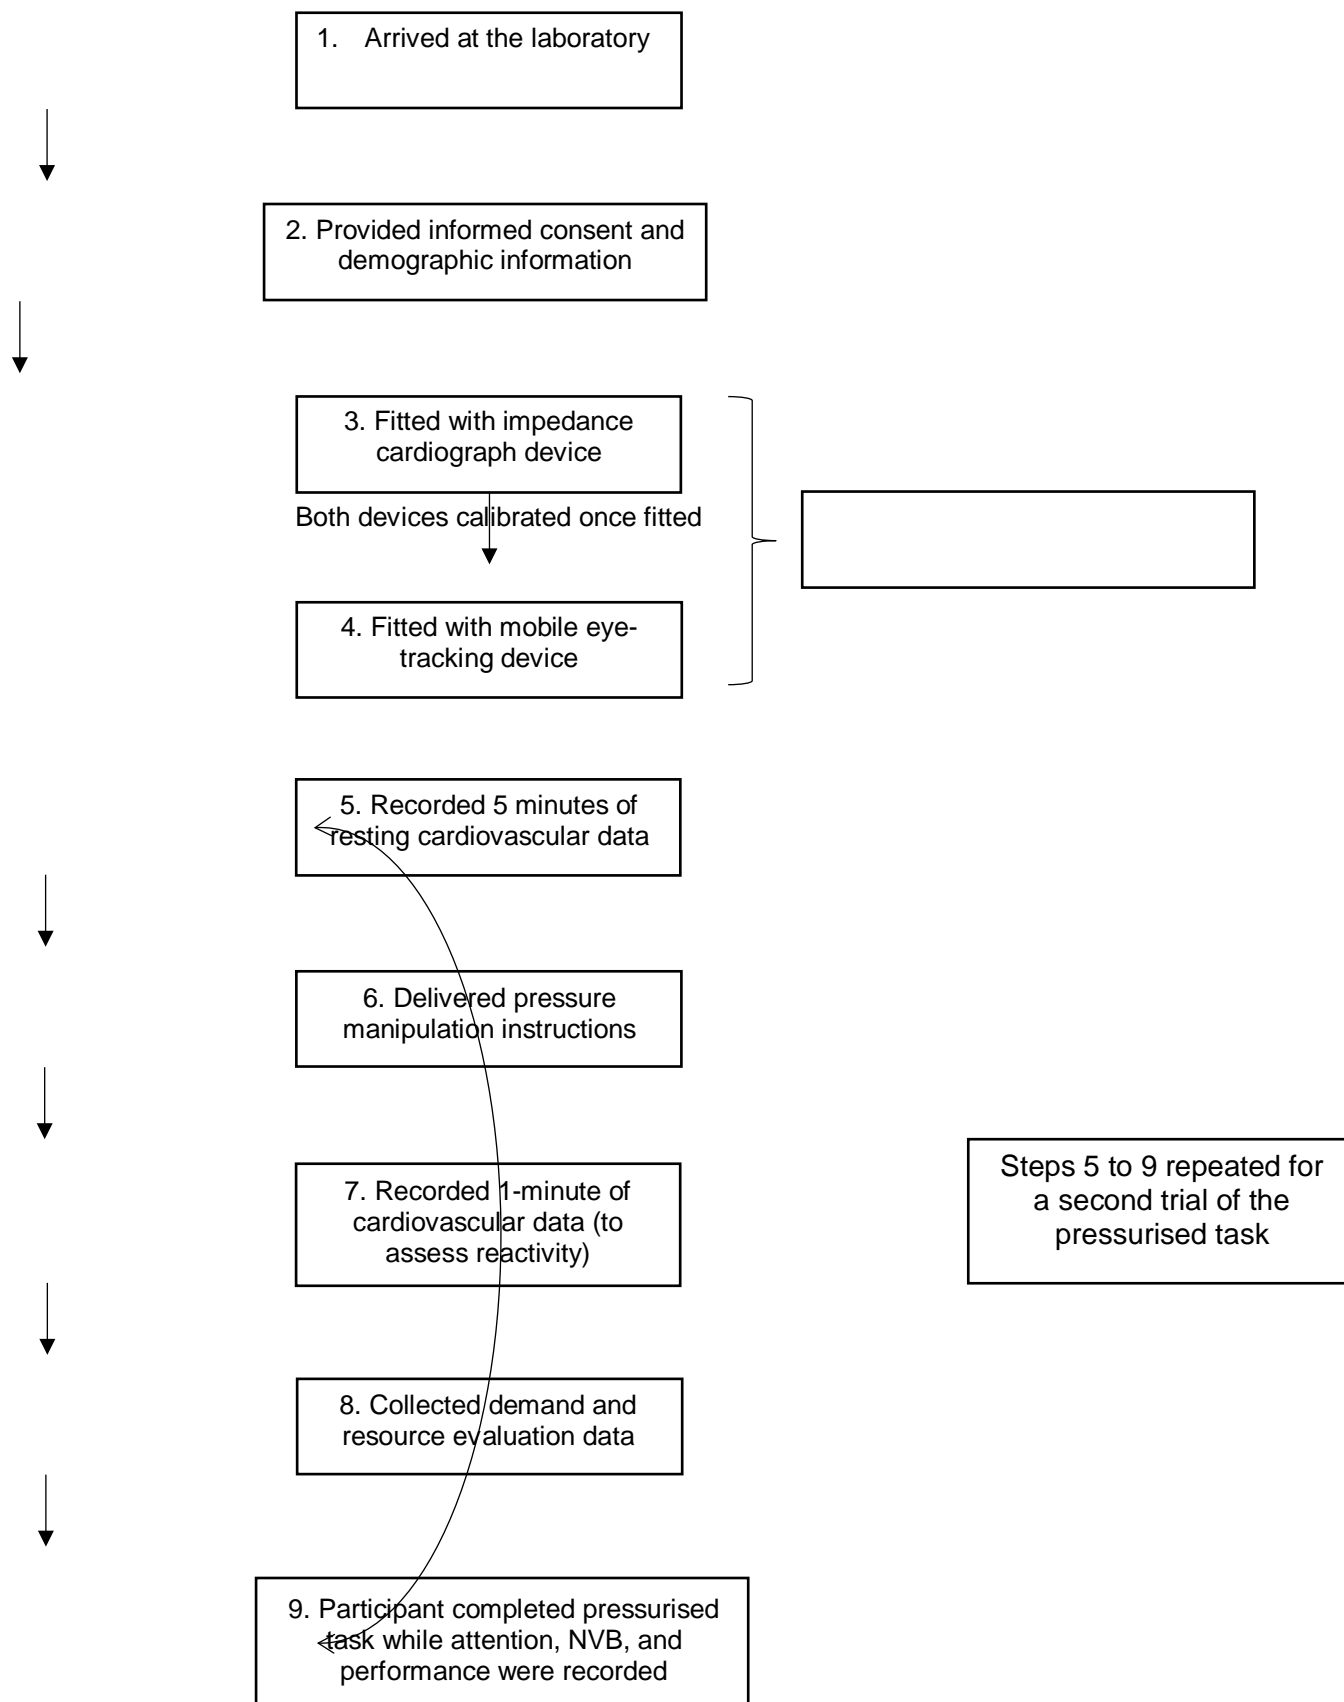 1. Arrived at the laboratory
2. Provided informed consent and
demographic information
3. Fitted with impedance
cardiograph device
Both devices calibrated once fitted
4. Fitted with mobile eye-
tracking device
5. Recorded 5 minutes of
resting cardiovascular data
6. Delivered pressure
manipulation instructions
7. Recorded 1-minute of
cardiovascular data (to
assess reactivity)
Steps 5 to 9 repeated for
a second trial of the
pressurised task
8. Collected demand and
resource evaluation data
9. Participant completed pressurised
task while attention, NVB, and
performance were recorded